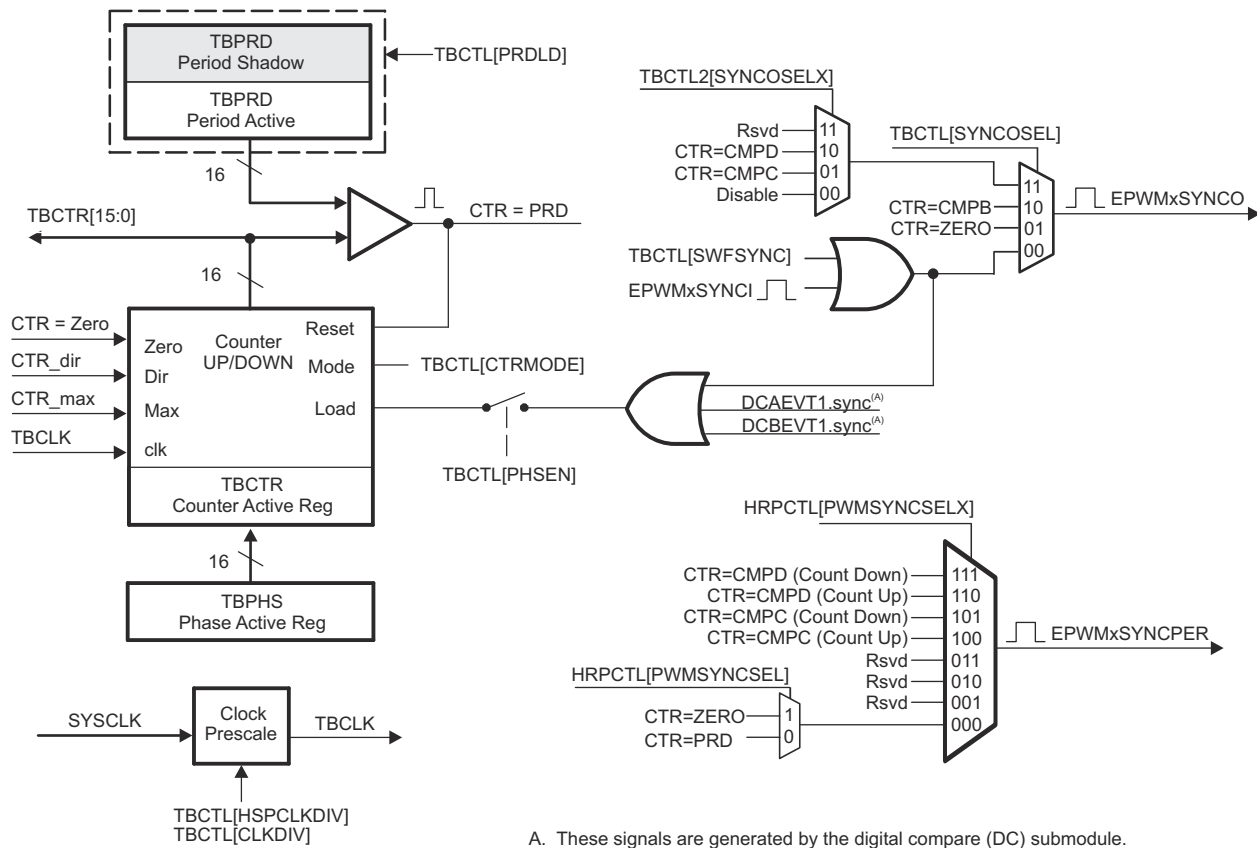 TBPRD
Period Shadow
TBPRD
Period Active
TBCTL[PRDLD]
16
CTR = PRD
TBCTR[15:0]
16
CTR = Zero
CTR_dir
CTR_max
TBCLK
Zero
Dir
Max
clk
Counter
UP/DOWN
Reset
Mode
Load
TBCTR
Counter Active Reg
TBCTL[CTRMODE]
TBCTL[PHSEN]
16
TBPHS
Phase Active Reg
SYSCLK
Clock
Prescale
TBCLK
TBCTL[HSPCLKDIV]
TBCTL[CLKDIV]
TBCTL2[SYNCOSELX]
Rsvd 11
CTR=CMPD 10
CTR=CMPC 01
Disable 00
TBCTL[SYNCOSEL]
11
CTR=CMPB 10
CTR=ZERO 01
00
EPWMxSYNCO
TBCTL[SWFSYNC]
EPWMxSYNCI
DCAEVT1.sync(A)
DCBEVT1.sync(A)
HRPCTL[PWMSYNCSELX]
CTR=CMPD (Count Down) 111
CTR=CMPD (Count Up) 110
CTR=CMPC (Count Down) 101
CTR=CMPC (Count Up) 100
Rsvd 011
Rsvd 010
Rsvd 001
000
EPWMxSYNCPER
HRPCTL[PWMSYNCSEL]
CTR=ZERO 1
CTR=PRD 0
A. These signals are generated by the digital compare (DC) submodule.